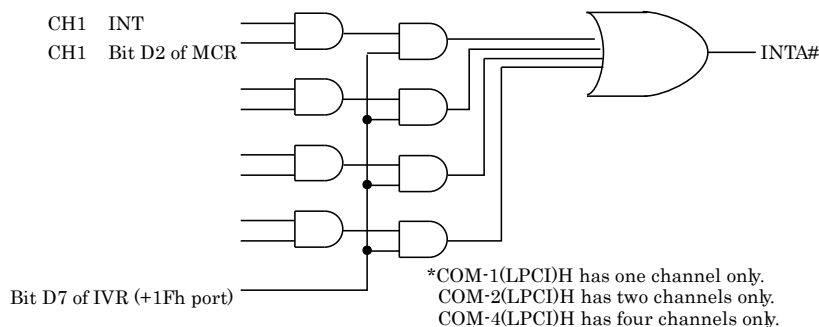 CH1 INT
CH1 Bit D2 of MCR
INTA#
Bit D7 of IVR (+1Fh port)
*COM-1(LPCI)H has one channel only.
COM-2(LPCI)H has two channels only.
COM-4(LPCI)H has four channels only.